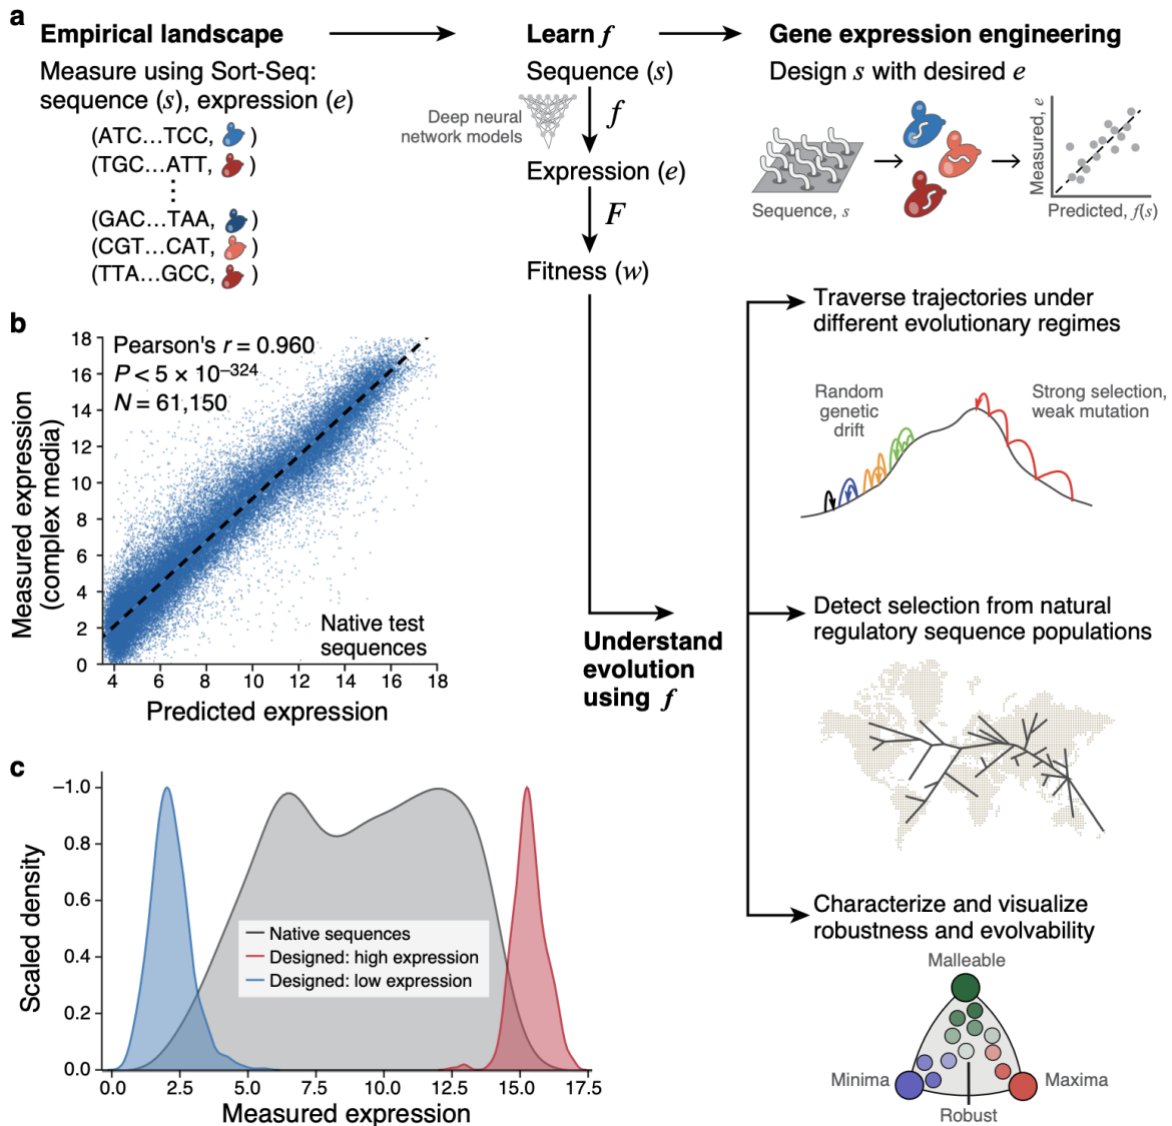 a
Empirical landscape
Measure using Sort-Seq:
sequence (s), expression (e)
(ATC...TCC, )
(TGC...ATT, )
(GAC...TAA, )
(CGT...CAT, )
(TTA...GCC, )
Learn f
Sequence (s)
Deep neural
network models
f
Expression (e)
F
Fitness (w)
Gene expression engineering
Design s with desired e
Sequence, s
Measured, e
Predicted, f(s)
b
Pearson's r = 0.960
P < 5 × 10⁻³²⁴
N = 61,150
Measured expression
(complex media)
18
16
14
12
10
8
6
4
2
0
Native test
sequences
4 6 8 10 12 14 16 18
Predicted expression
Understand
evolution
using f
Traverse trajectories under
different evolutionary regimes
Random
genetic
drift
Strong selection,
weak mutation
Detect selection from natural
regulatory sequence populations
Characterize and visualize
robustness and evolvability
Malleable
Minima
Maxima
Robust
c
Scaled density
–1.0
0.8
0.6
0.4
0.2
0.0
Native sequences
Designed: high expression
Designed: low expression
0.0 2.5 5.0 7.5 10.0 12.5 15.0 17.5
Measured expression